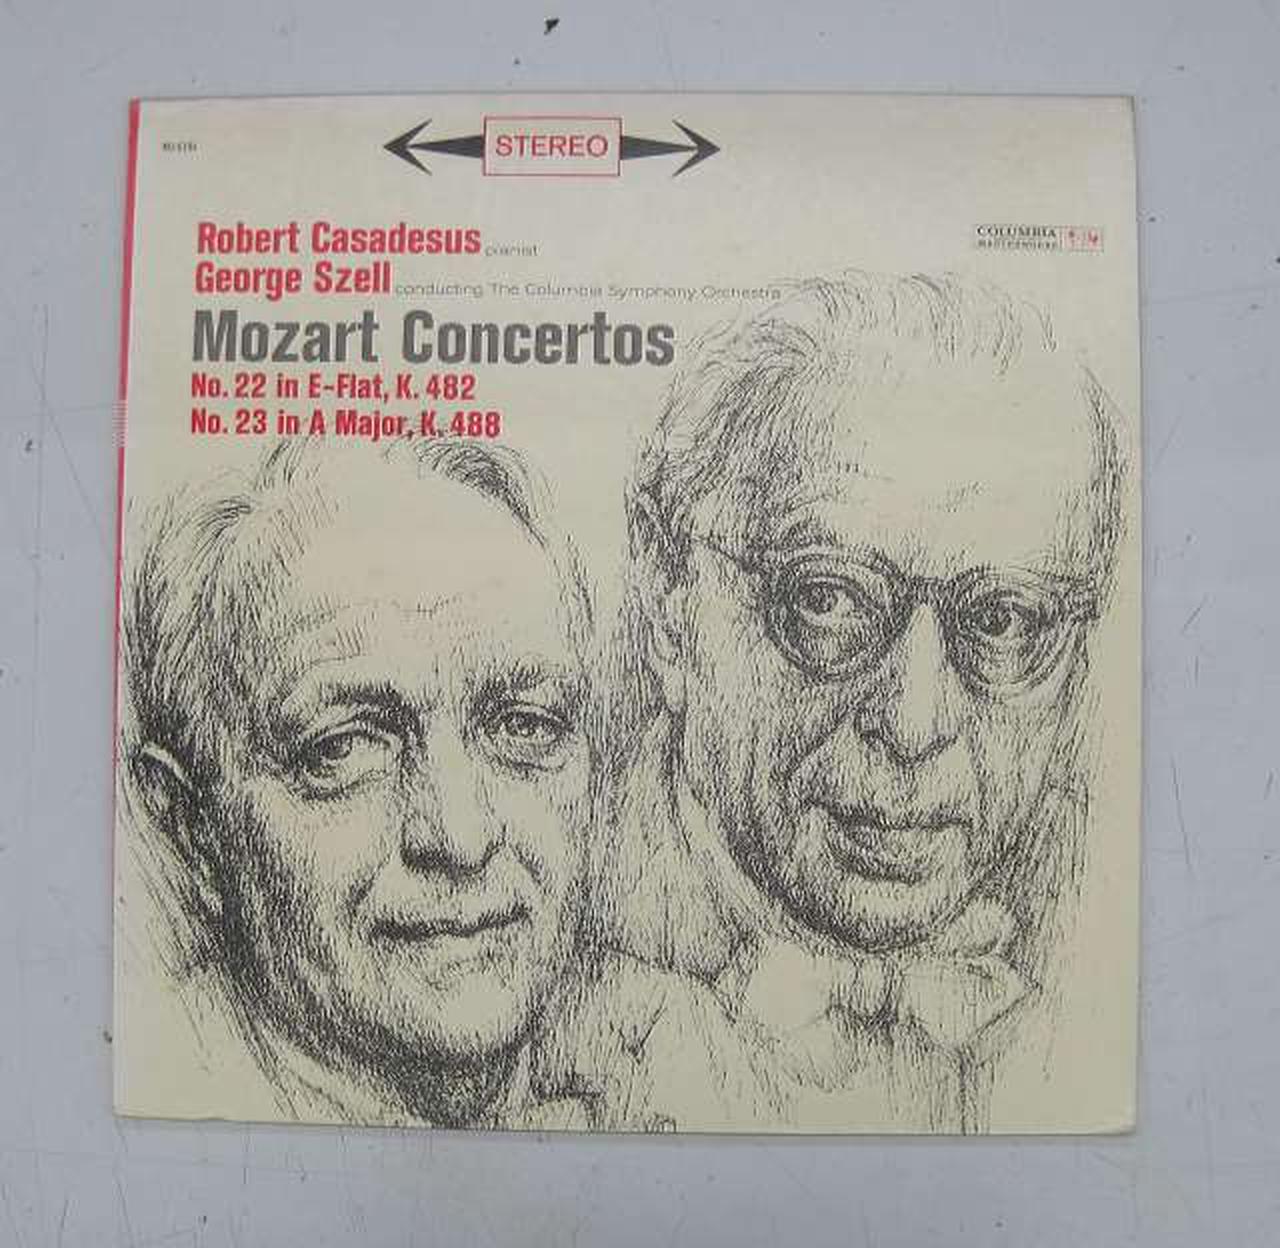 STEREO
Robert Casadesus pianist
COLUMBIA
MASTERWORKS
George Szell conducting The Columbia Symphony Orchestra
Mozart Concertos
No. 22 in E-Flat, K. 482
No. 23 in A Major, K. 488